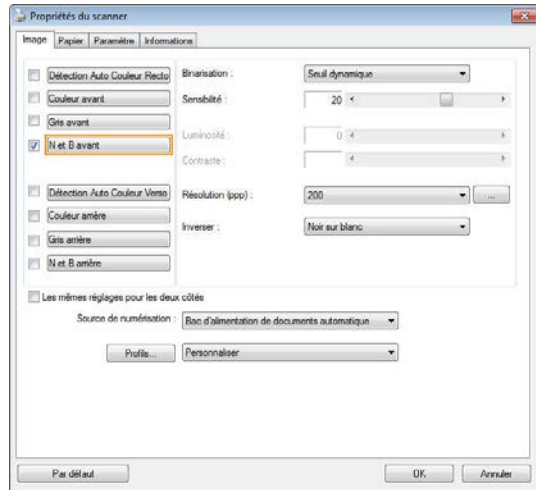 Propriétés du scanner
Image Papier Paramètre Informations
Détection Auto Couleur Recto
Couleur avant
Gris avant
N et B avant
Détection Auto Couleur Verso
Couleur arrière
Gris arrière
N et B arrière
Binarisation : Seuil dynamique
Sensibilité : 20
Luminosité : 0
Contraste :
Résolution (ppp) : 200 ...
Inverser : Noir sur blanc
Les mêmes réglages pour les deux côtés
Source de numérisation : Bac d'alimentation de documents automatique
Profils... Personnaliser
Par défaut OK Annuler